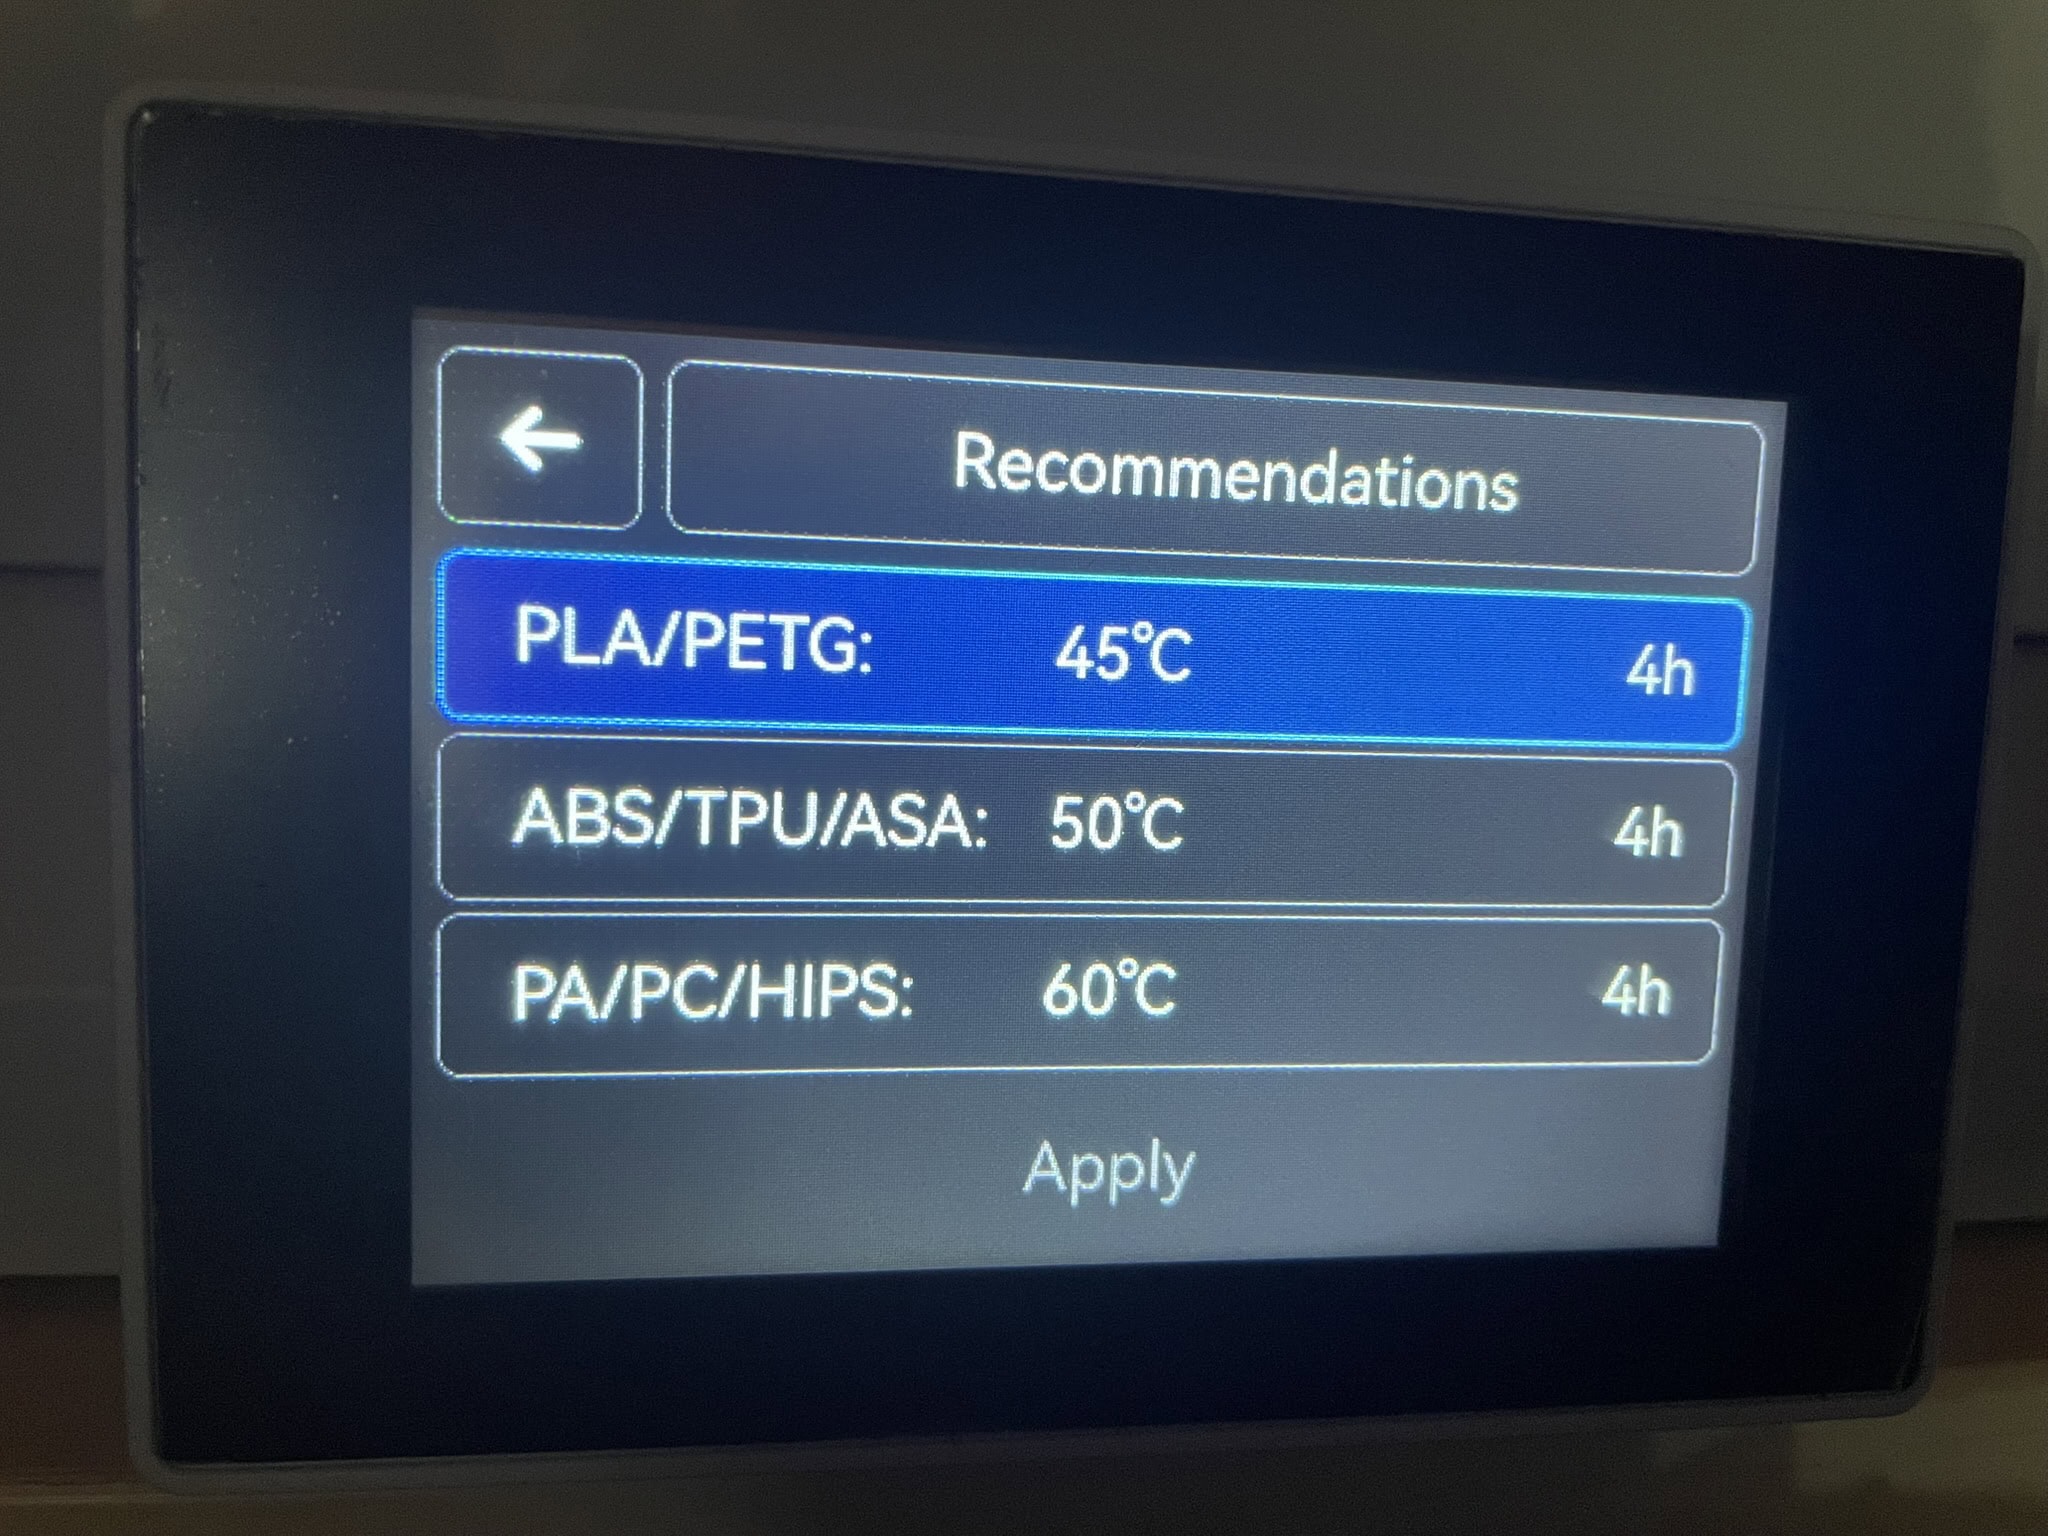 ← Recommendations
PLA/PETG: 45℃ 4h
ABS/TPU/ASA: 50℃ 4h
PA/PC/HIPS: 60℃ 4h
Apply